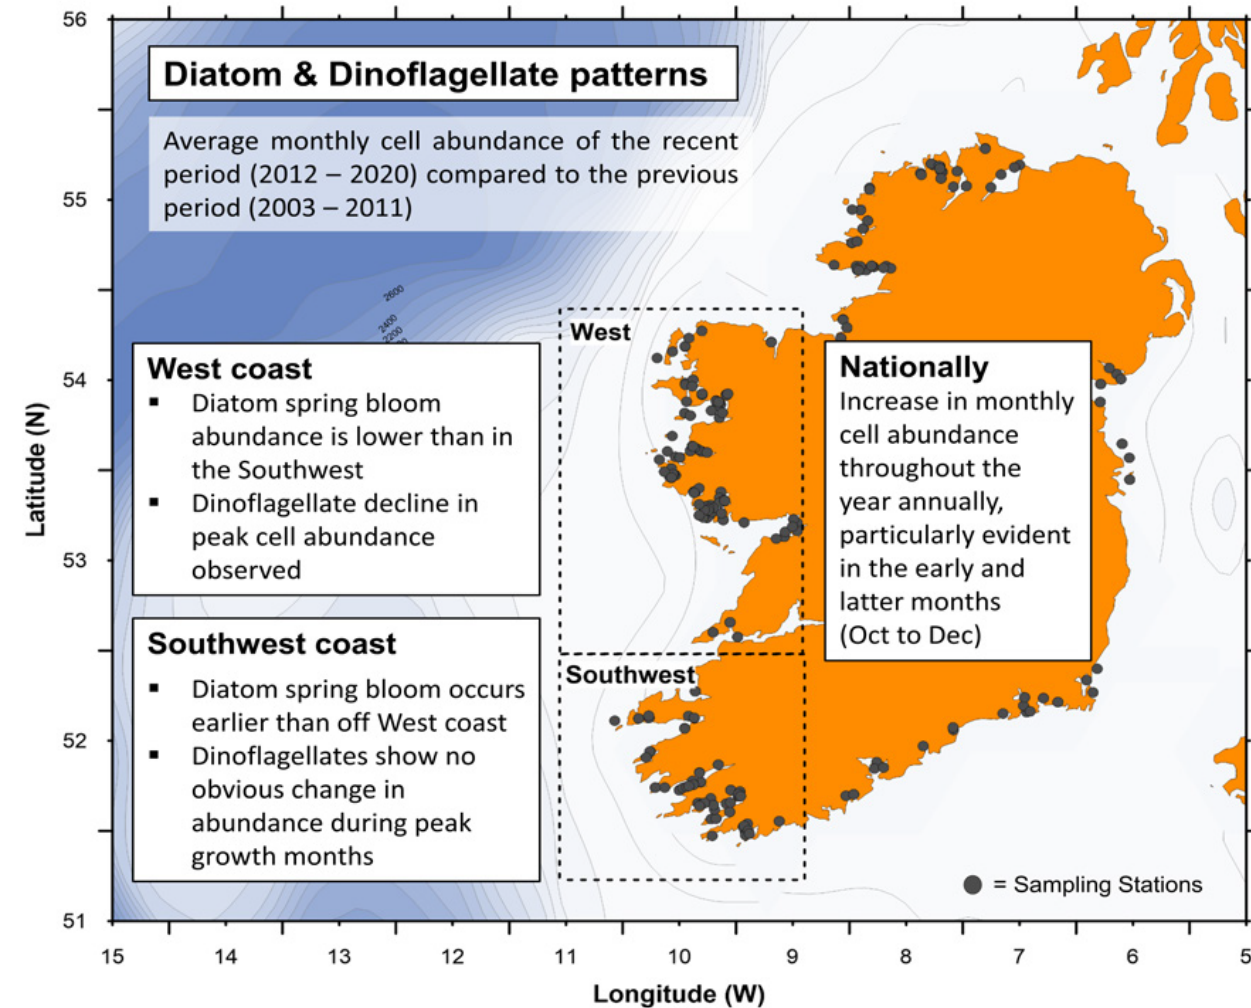 Diatom & Dinoflagellate patterns
Average monthly cell abundance of the recent
period (2012 – 2020) compared to the previous
period (2003 – 2011)
2600
2400
2200
West
West coast
▪ Diatom spring bloom
abundance is lower than in
the Southwest
▪ Dinoflagellate decline in
peak cell abundance
observed
Nationally
Increase in monthly
cell abundance
throughout the
year annually,
particularly evident
in the early and
latter months
(Oct to Dec)
Southwest coast
▪ Diatom spring bloom occurs
earlier than off West coast
▪ Dinoflagellates show no
obvious change in
abundance during peak
growth months
Southwest
= Sampling Stations
Latitude (N)
56
55
54
53
52
51
15 14 13 12 11 10 9 8 7 6 5
Longitude (W)